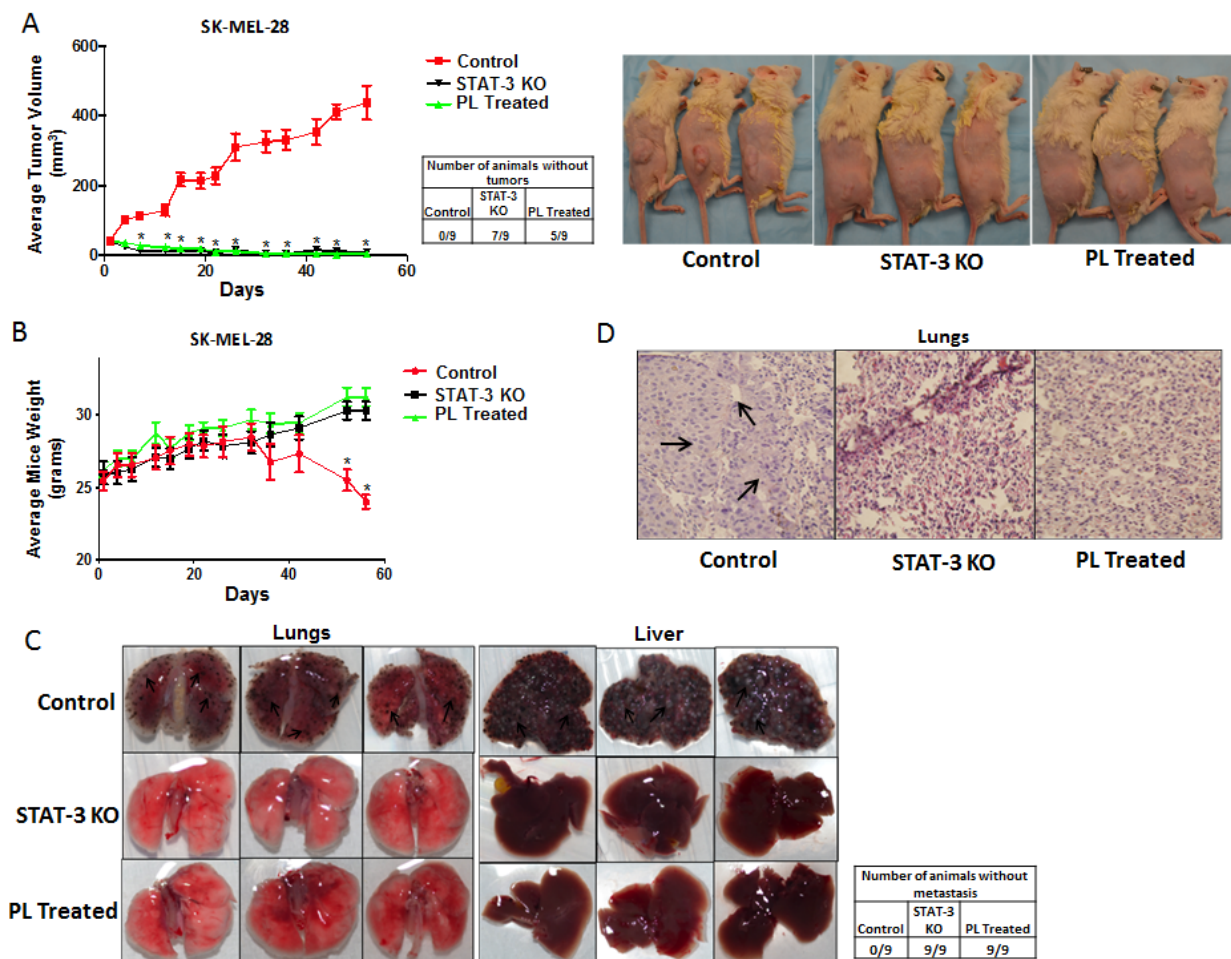 A
SK-MEL-28
600
400
200
0
0
20
40
60
Average Tumor Volume
(mm³)
Days
Control
STAT-3 KO
PL Treated
* * * * * * * * * * * *
Number of animals without
tumors
Control
STAT-3
KO
PL Treated
0/9
7/9
5/9
Control
STAT-3 KO
PL Treated
B
SK-MEL-28
30
25
20
0
20
40
60
Average Mice Weight
(grams)
Days
Control
STAT-3 KO
PL Treated
*
*
D
Lungs
Control
STAT-3 KO
PL Treated
C
Lungs
Liver
Control
STAT-3 KO
PL Treated
Number of animals without
metastasis
Control
STAT-3
KO
PL Treated
0/9
9/9
9/9